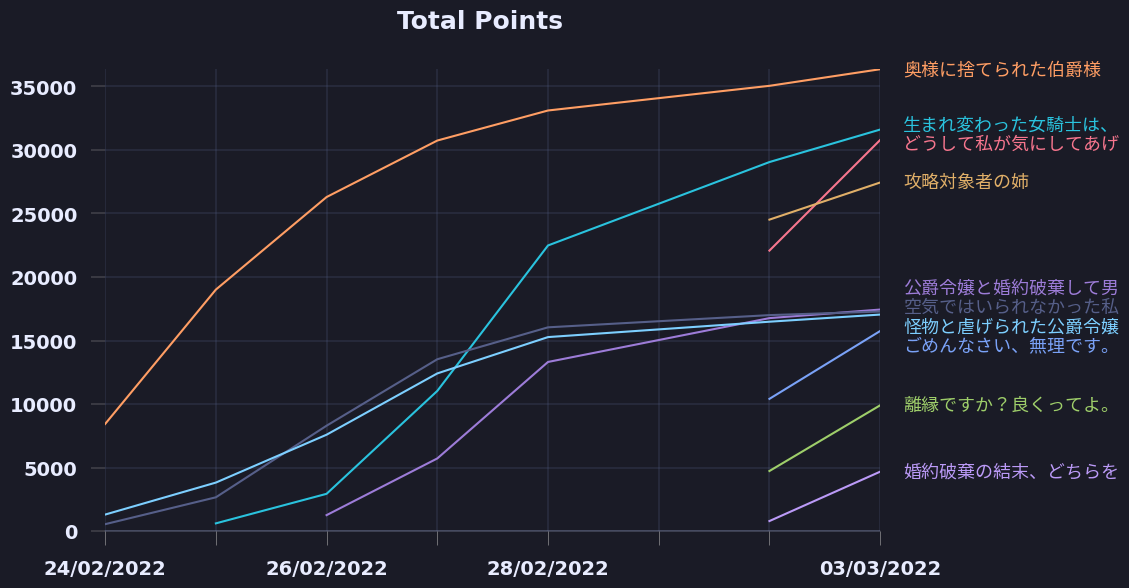 Total Points
35000
30000
25000
20000
15000
10000
5000
0
24/02/2022
26/02/2022
28/02/2022
03/03/2022
奥様に捨てられた伯爵様
生まれ変わった女騎士は、
どうして私が気にしてあげ
攻略対象者の姉
公爵令嬢と婚約破棄して男
空気ではいられなかった私
怪物と虐げられた公爵令嬢
ごめんなさい、無理です。
離縁ですか？良くってよ。
婚約破棄の結末、どちらを